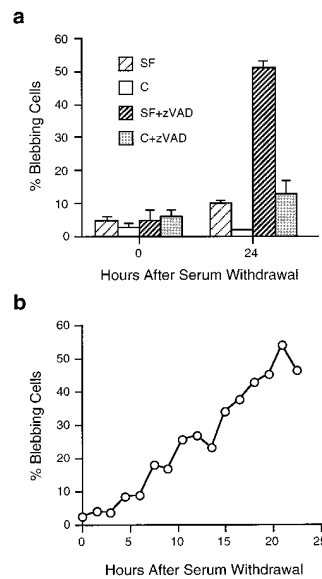 a
60
50
40
30
20
10
0
% Blebbing Cells
SF
C
SF+zVAD
C+zVAD
0 24
Hours After Serum Withdrawal
b
60
50
40
30
20
10
0
% Blebbing Cells
0 5 10 15 20 25
Hours After Serum Withdrawal